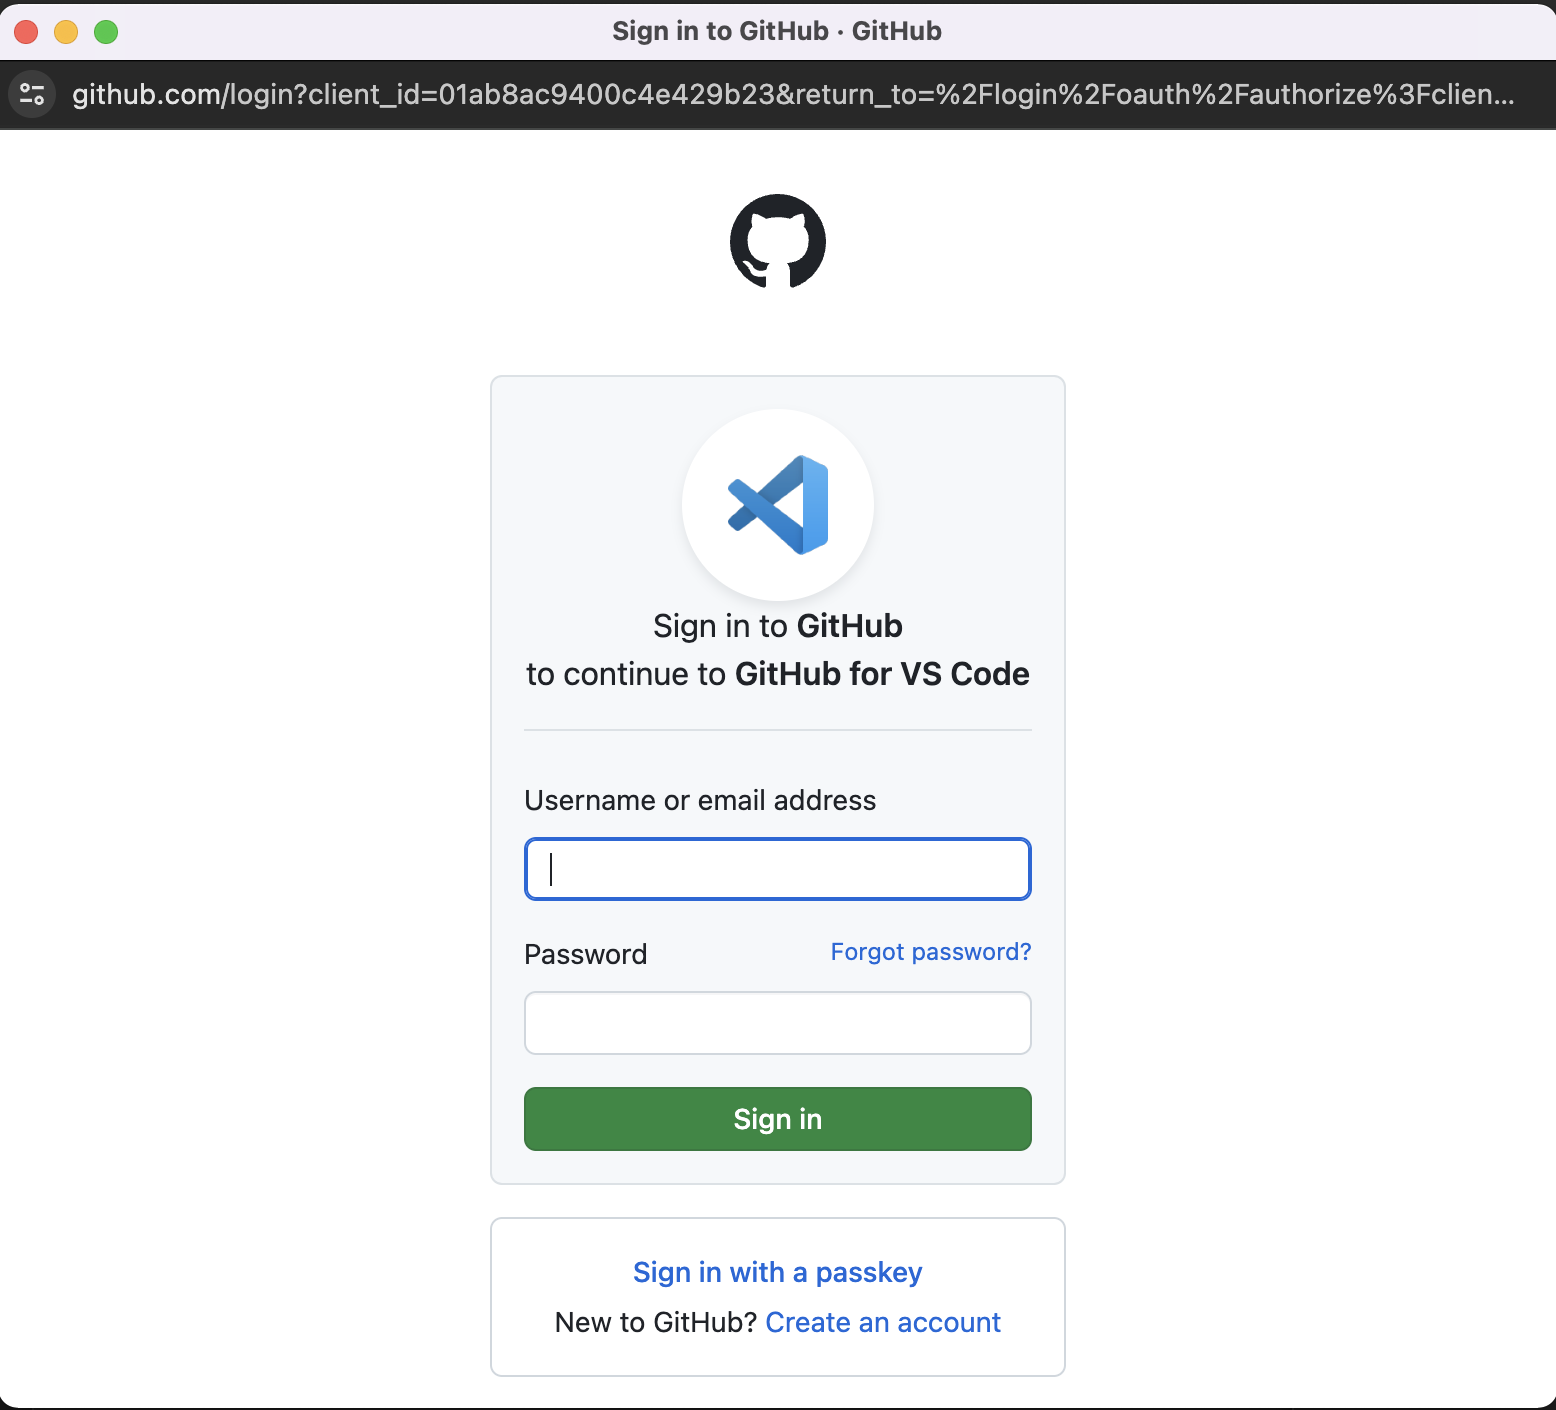 Sign in to GitHub · GitHub
github.com/login?client_id=01ab8ac9400c4e429b23&return_to=%2Flogin%2Foauth%2Fauthorize%3Fclien...
Sign in to GitHub
to continue to GitHub for VS Code
Username or email address
Password
Forgot password?
Sign in
Sign in with a passkey
New to GitHub? Create an account